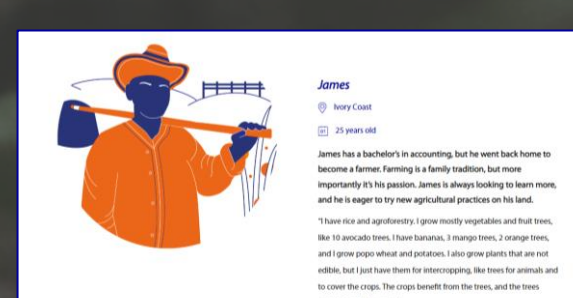 James
Ivory Coast
25 years old
James has a bachelor's in accounting, but he went back home to
become a farmer. Farming is a family tradition, but more
importantly it's his passion. James is always looking to learn more,
and he is eager to try new agricultural practices on his land.
"I have rice and agroforestry. I grow mostly vegetables and fruit trees,
like 10 avocado trees. I have bananas, 3 mango trees, 2 orange trees,
and I grow popo wheat and potatoes. I also grow plants that are not
edible, but I just have them for intercropping, like trees for animals and
to cover the crops. The crops benefit from the trees, and the trees